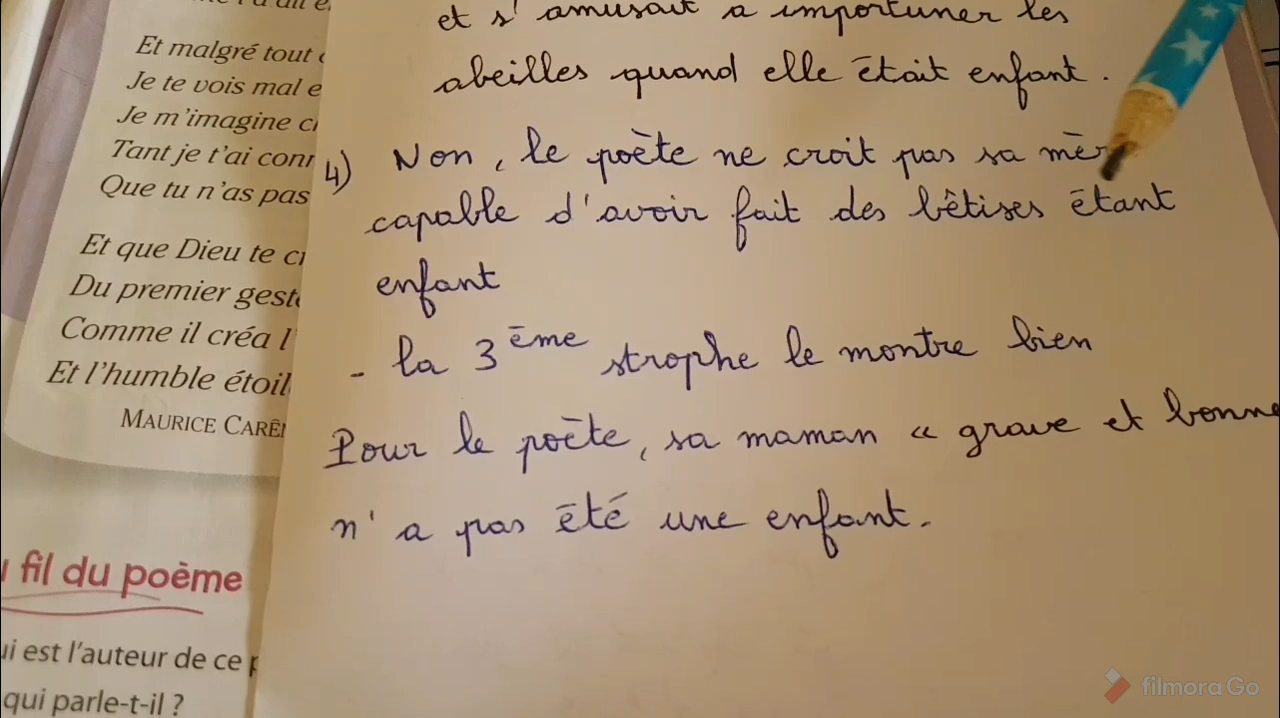 Et malgré tout
Je te vois mal e
Je m'imagine
Tant je t'ai con
Que tu n'as pas
Et que Dieu te
Du premier gest
Comme il créa l'
Et l'humble étoil
MAURICE CARÊM
fil du poème
ui est l'auteur de ce p
qui parle-t-il ?
et s'amusait a importuner les
abeilles quand elle était enfant.
4) Non, le poète ne croit pas sa mèr
capable d'avoir fait des bêtises étant
enfant
- la 3ème strophe le montre bien
Pour le poète, sa maman « grave et bonne
n'a pas été une enfant.
filmora Go